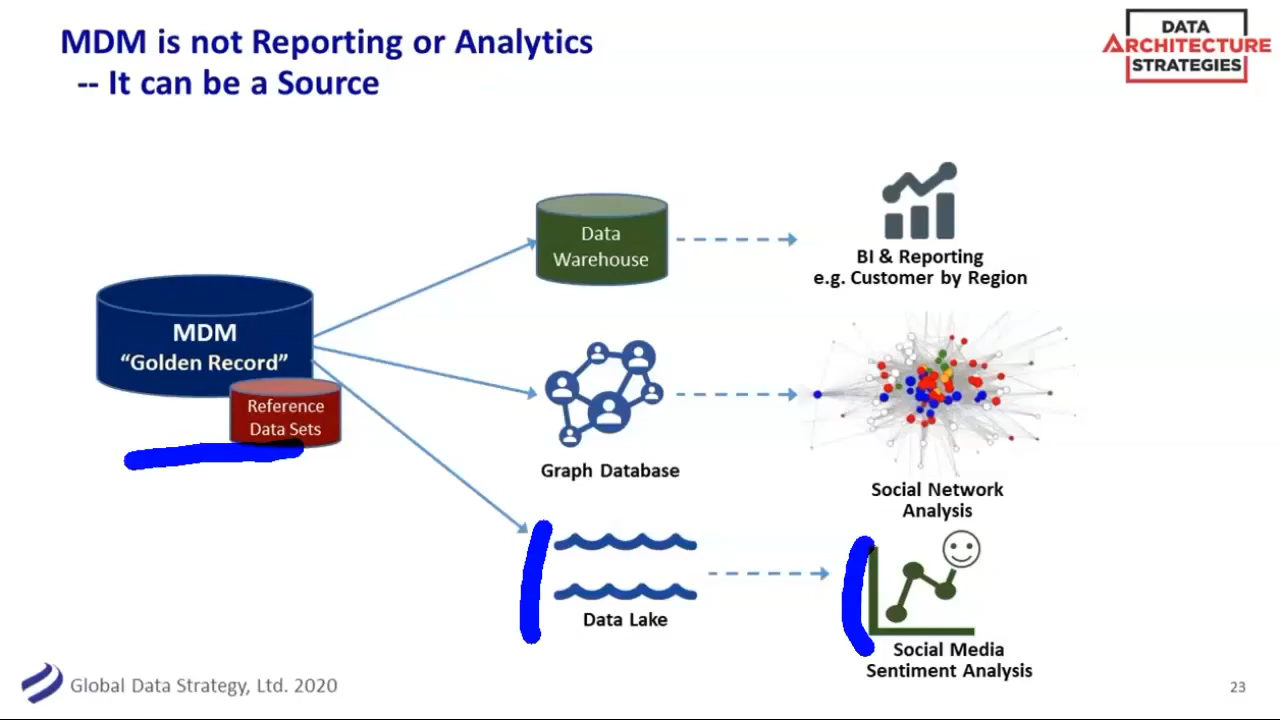 MDM is not Reporting or Analytics
-- It can be a Source
DATA
ARCHITECTURE
STRATEGIES
Data
Warehouse
BI & Reporting
e.g. Customer by Region
MDM
“Golden Record”
Reference
Data Sets
Graph Database
Social Network
Analysis
Data Lake
Social Media
Sentiment Analysis
Global Data Strategy, Ltd. 2020
23